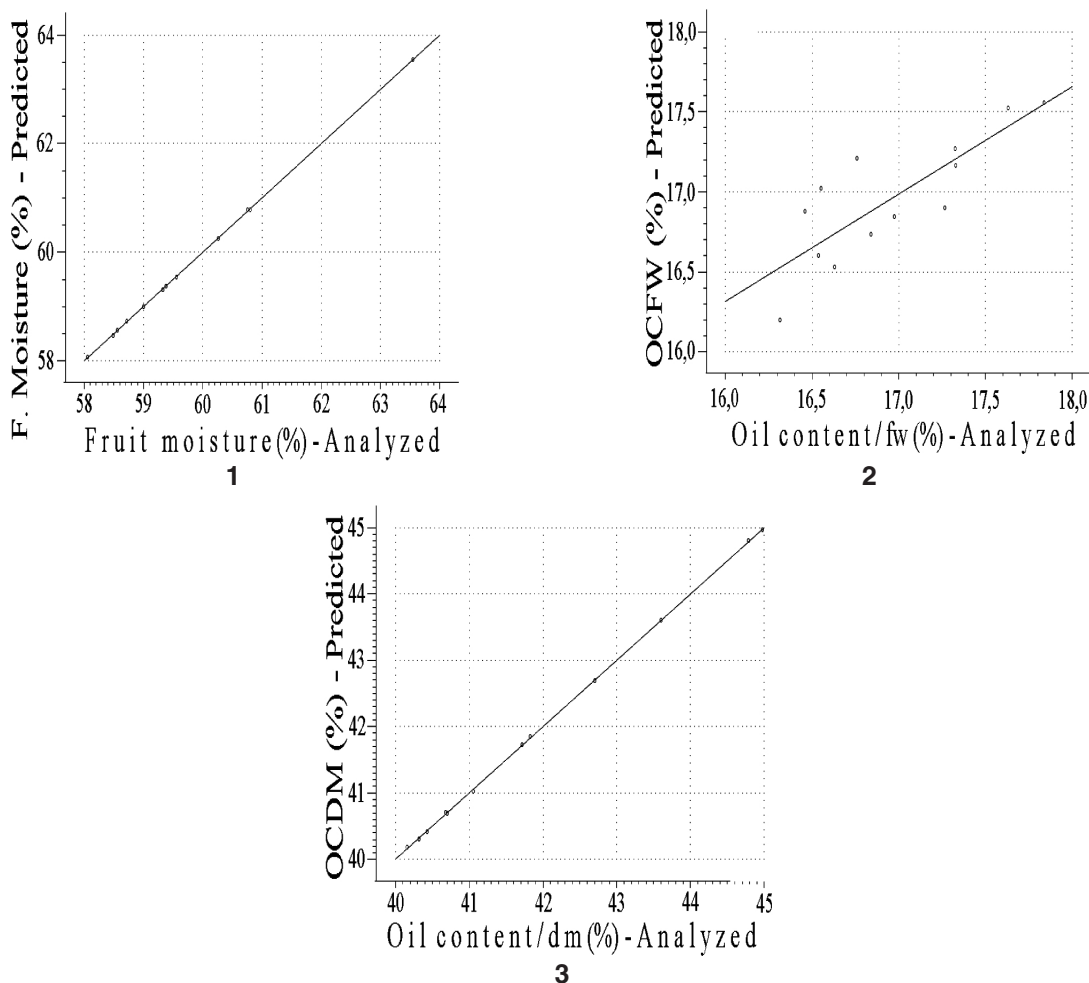 F. Moisture (%) - Predicted
64
62
60
58
58 59 60 61 62 63 64
Fruit moisture(%)-Analyzed
1
OCFW (%) - Predicted
18,0
17,5
17,0
16,5
16,0
16,0 16,5 17,0 17,5 18,0
Oil content/fw(%)-Analyzed
2
OCDM (%) - Predicted
45
44
43
42
41
40
40 41 42 43 44 45
Oil content/dm(%)-Analyzed
3